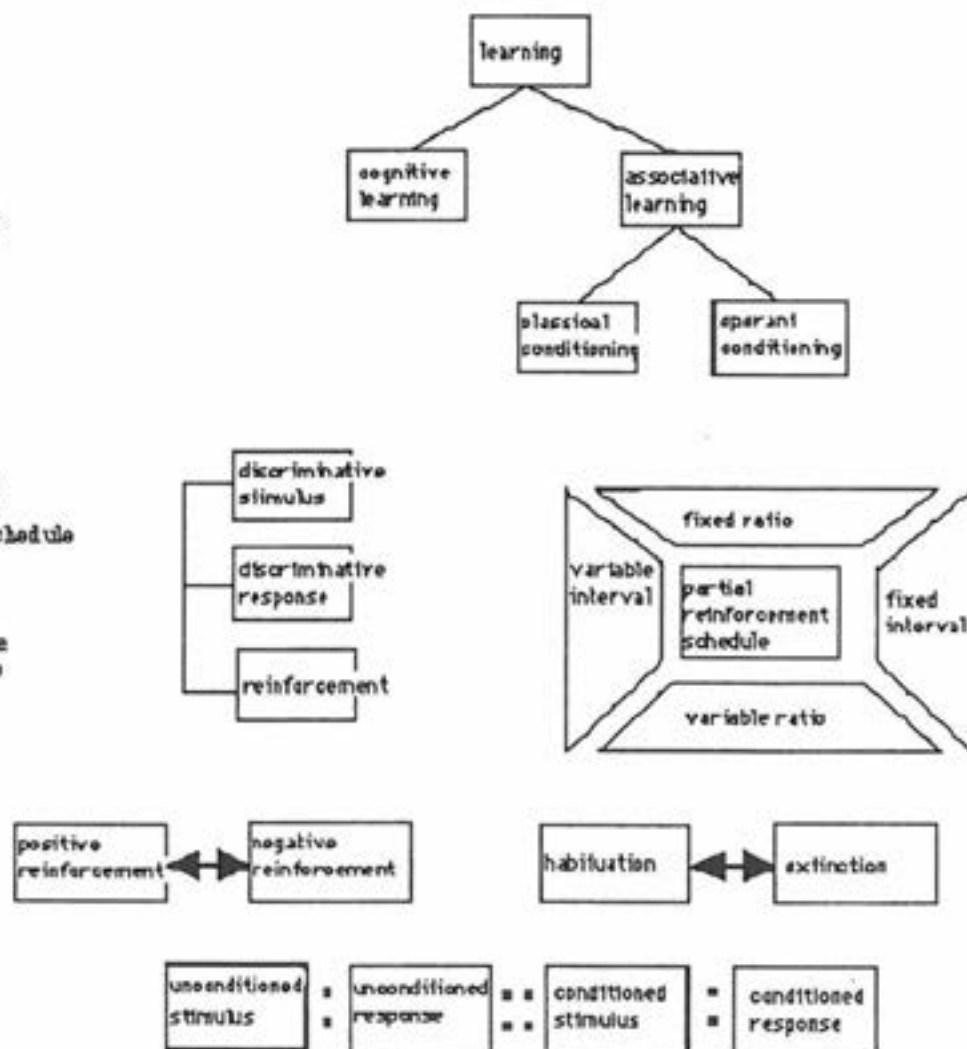 learning
cognitive
learning
associative
learning
classical
conditioning
operant
conditioning
discriminative
stimulus
discriminative
response
reinforcement
chedule
e
fixed ratio
variable
interval
partial
reinforcement
schedule
fixed
interval
variable ratio
positive
reinforcement
negative
reinforcement
habituation
extinction
unconditioned
stimulus
:
unconditioned
response
::
conditioned
stimulus
:
conditioned
response